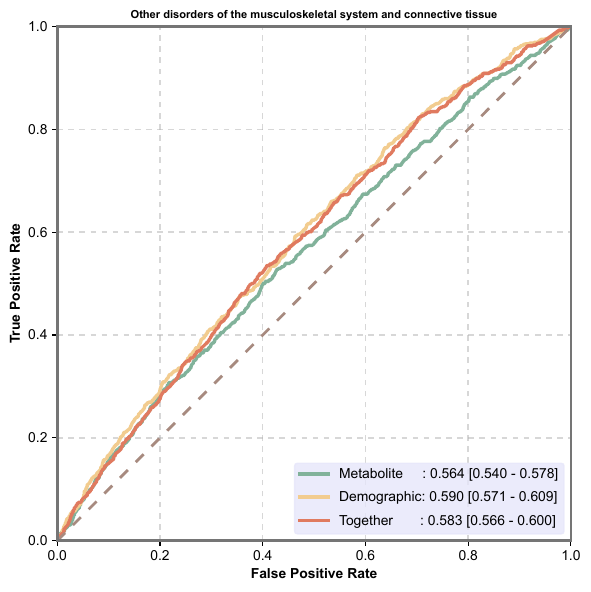 Other disorders of the musculoskeletal system and connective tissue
1.0
0.8
0.6
0.4
0.2
0.0
True Positive Rate
Metabolite : 0.564 [0.540 - 0.578]
Demographic: 0.590 [0.571 - 0.609]
Together : 0.583 [0.566 - 0.600]
0.0 0.2 0.4 0.6 0.8 1.0
False Positive Rate